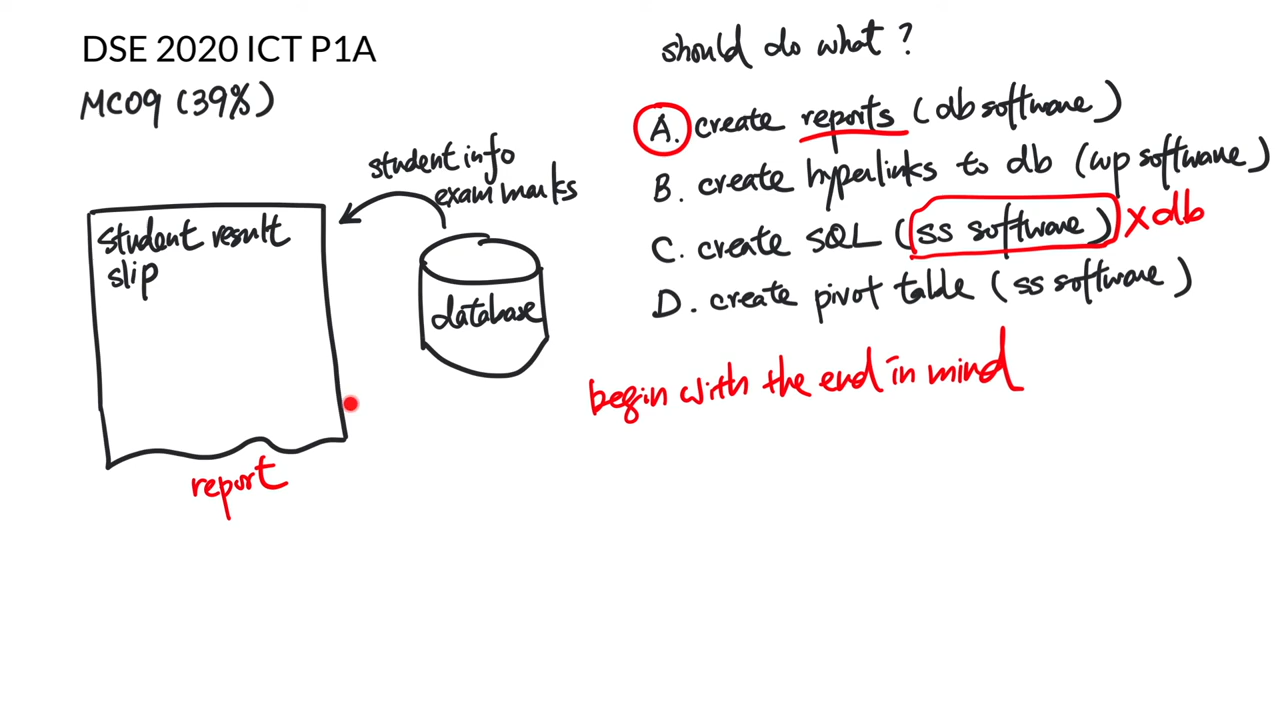 DSE 2020 ICT P1A
MCQ9 (39%)
student info
exam marks
student result
slip
database
report
should do what?
A. create reports (db software)
B. create hyperlinks to db (wp software)
C. create SQL (ss software) X db
D. create pivot table (ss software)
begin with the end in mind